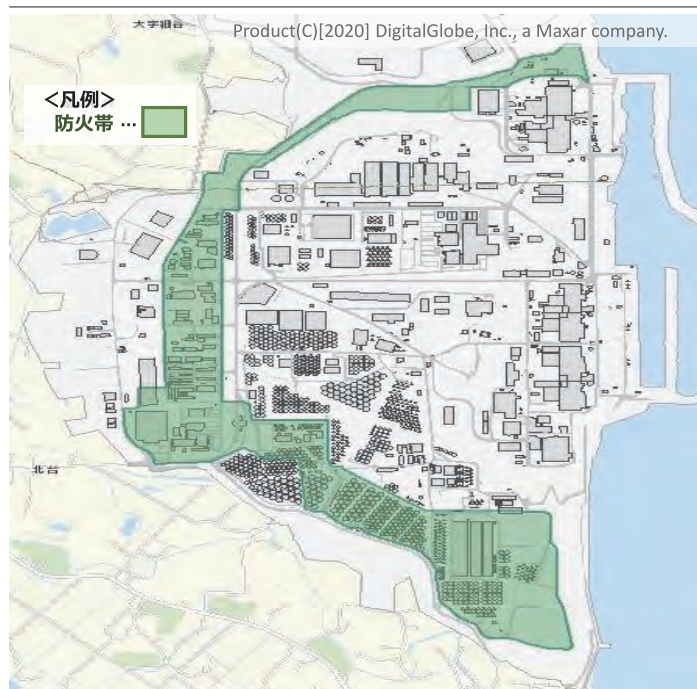 大字細谷
Product(C)[2020] DigitalGlobe, Inc., a Maxar company.
<凡例>
防火帯 …
北台